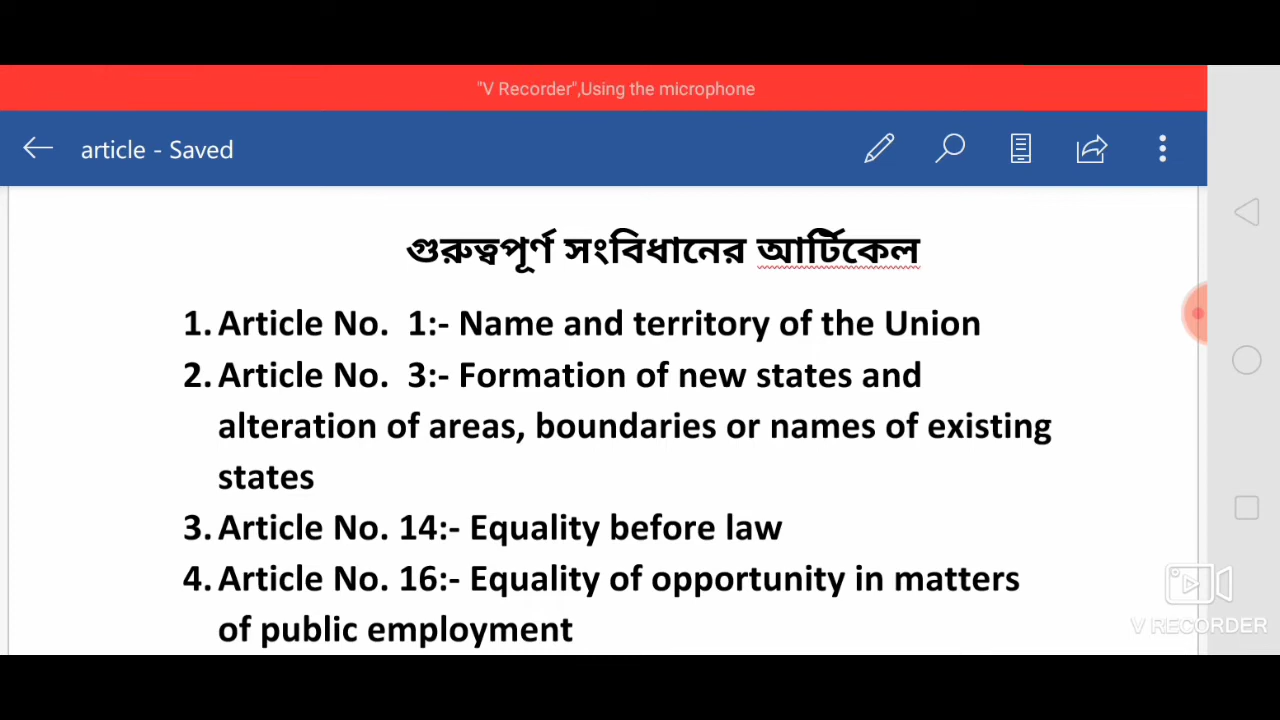 "V Recorder",Using the microphone
article - Saved
গুরুত্বপূর্ণ সংবিধানের আর্টিকেল
1. Article No.  1:- Name and territory of the Union
2. Article No.  3:- Formation of new states and
alteration of areas, boundaries or names of existing
states
3. Article No. 14:- Equality before law
4. Article No. 16:- Equality of opportunity in matters
of public employment
V RECORDER